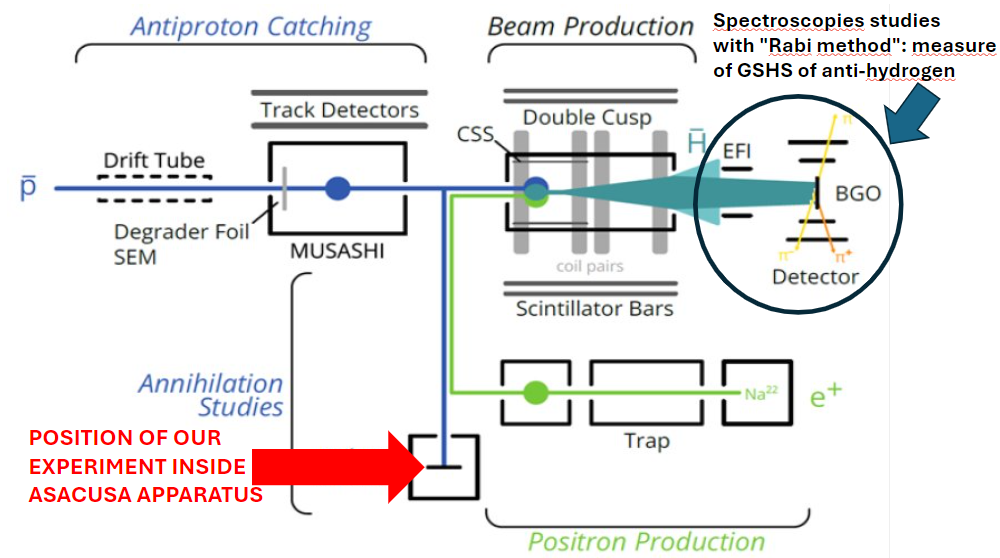 Antiproton Catching
Beam Production
Spectroscopies studies
with "Rabi method": measure
of GSHS of anti-hydrogen
Track Detectors
Double Cusp
CSS
H̄
EFI
π
Drift Tube
p̄
BGO
Degrader Foil
SEM
MUSASHI
coil pairs
π⁻
π⁺
Detector
Scintillator Bars
Annihilation
Studies
Na²²
e⁺
Trap
POSITION OF OUR
EXPERIMENT INSIDE
ASACUSA APPARATUS
Positron Production